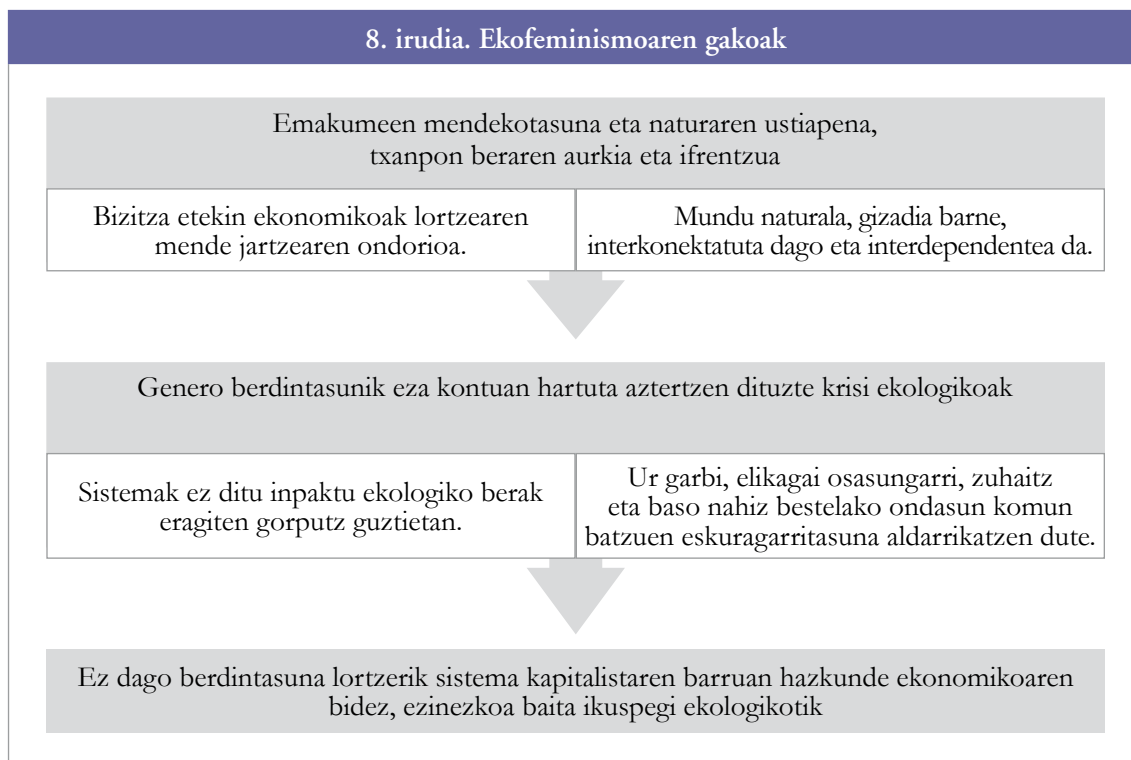 8. irudia. Ekofeminismoaren gakoak
Emakumeen mendekotasuna eta naturaren ustiapena,
txanpon beraren aurkia eta ifrentzua
Bizitza etekin ekonomikoak lortzearen
mende jartzearen ondorioa.
Mundu naturala, gizadia barne,
interkonektatuta dago eta interdependentea da.
Genero berdintasunik eza kontuan hartuta aztertzen dituzte krisi ekologikoak
Sistemak ez ditu inpaktu ekologiko berak
eragiten gorputz guztietan.
Ur garbi, elikagai osasungarri, zuhaitz
eta baso nahiz bestelako ondasun komun
batzuen eskuragarritasuna aldarrikatzen dute.
Ez dago berdintasuna lortzerik sistema kapitalistaren barruan hazkunde ekonomikoaren
bidez, ezinezkoa baita ikuspegi ekologikotik